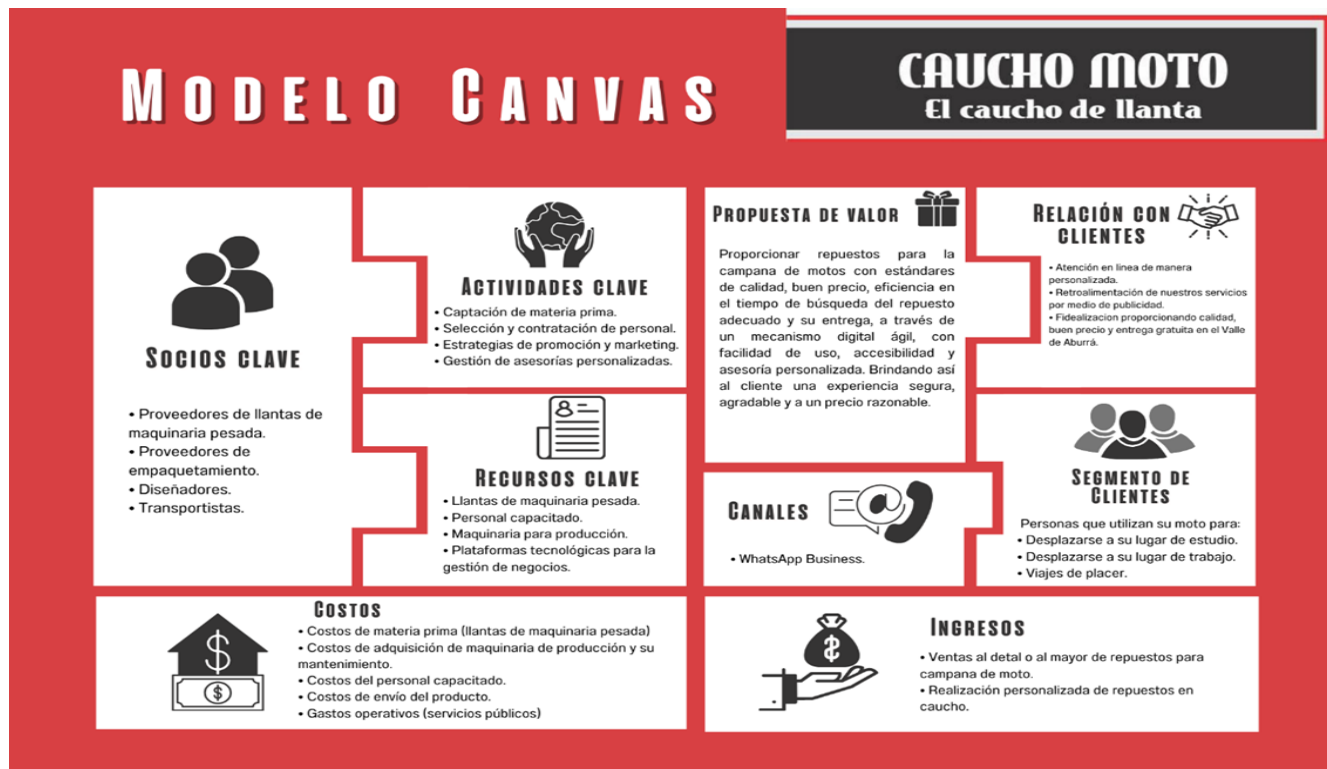 MODELO CANVAS
CAUCHO MOTO
El caucho de llanta
SOCIOS CLAVE
• Proveedores de llantas de
maquinaria pesada.
• Proveedores de
empaquetamiento.
• Diseñadores.
• Transportistas.
ACTIVIDADES CLAVE
• Captación de materia prima.
• Selección y contratación de personal.
• Estrategias de promoción y marketing.
• Gestión de asesorías personalizadas.
RECURSOS CLAVE
• Llantas de maquinaria pesada.
• Personal capacitado.
• Maquinaria para producción.
• Plataformas tecnológicas para la
gestión de negocios.
PROPUESTA DE VALOR
Proporcionar repuestos para la
campana de motos con estándares
de calidad, buen precio, eficiencia en
el tiempo de búsqueda del repuesto
adecuado y su entrega, a través de
un mecanismo digital ágil, con
facilidad de uso, accesibilidad y
asesoría personalizada. Brindando así
al cliente una experiencia segura,
agradable y a un precio razonable.
CANALES
@
• WhatsApp Business.
RELACIÓN CON
CLIENTES
• Atención en linea de manera
personalizada.
• Retroalimentación de nuestros servicios
por medio de publicidad.
• Fidealizacion proporcionando calidad,
buen precio y entrega gratuita en el Valle
de Aburrá.
SEGMENTO DE
CLIENTES
Personas que utilizan su moto para:
• Desplazarse a su lugar de estudio.
• Desplazarse a su lugar de trabajo.
• Viajes de placer.
COSTOS
$
$
• Costos de materia prima (llantas de maquinaria pesada)
• Costos de adquisición de maquinaria de producción y su
mantenimiento.
• Costos del personal capacitado.
• Costos de envío del producto.
• Gastos operativos (servicios públicos)
INGRESOS
$
• Ventas al detal o al mayor de repuestos para
campana de moto.
• Realización personalizada de repuestos en
caucho.